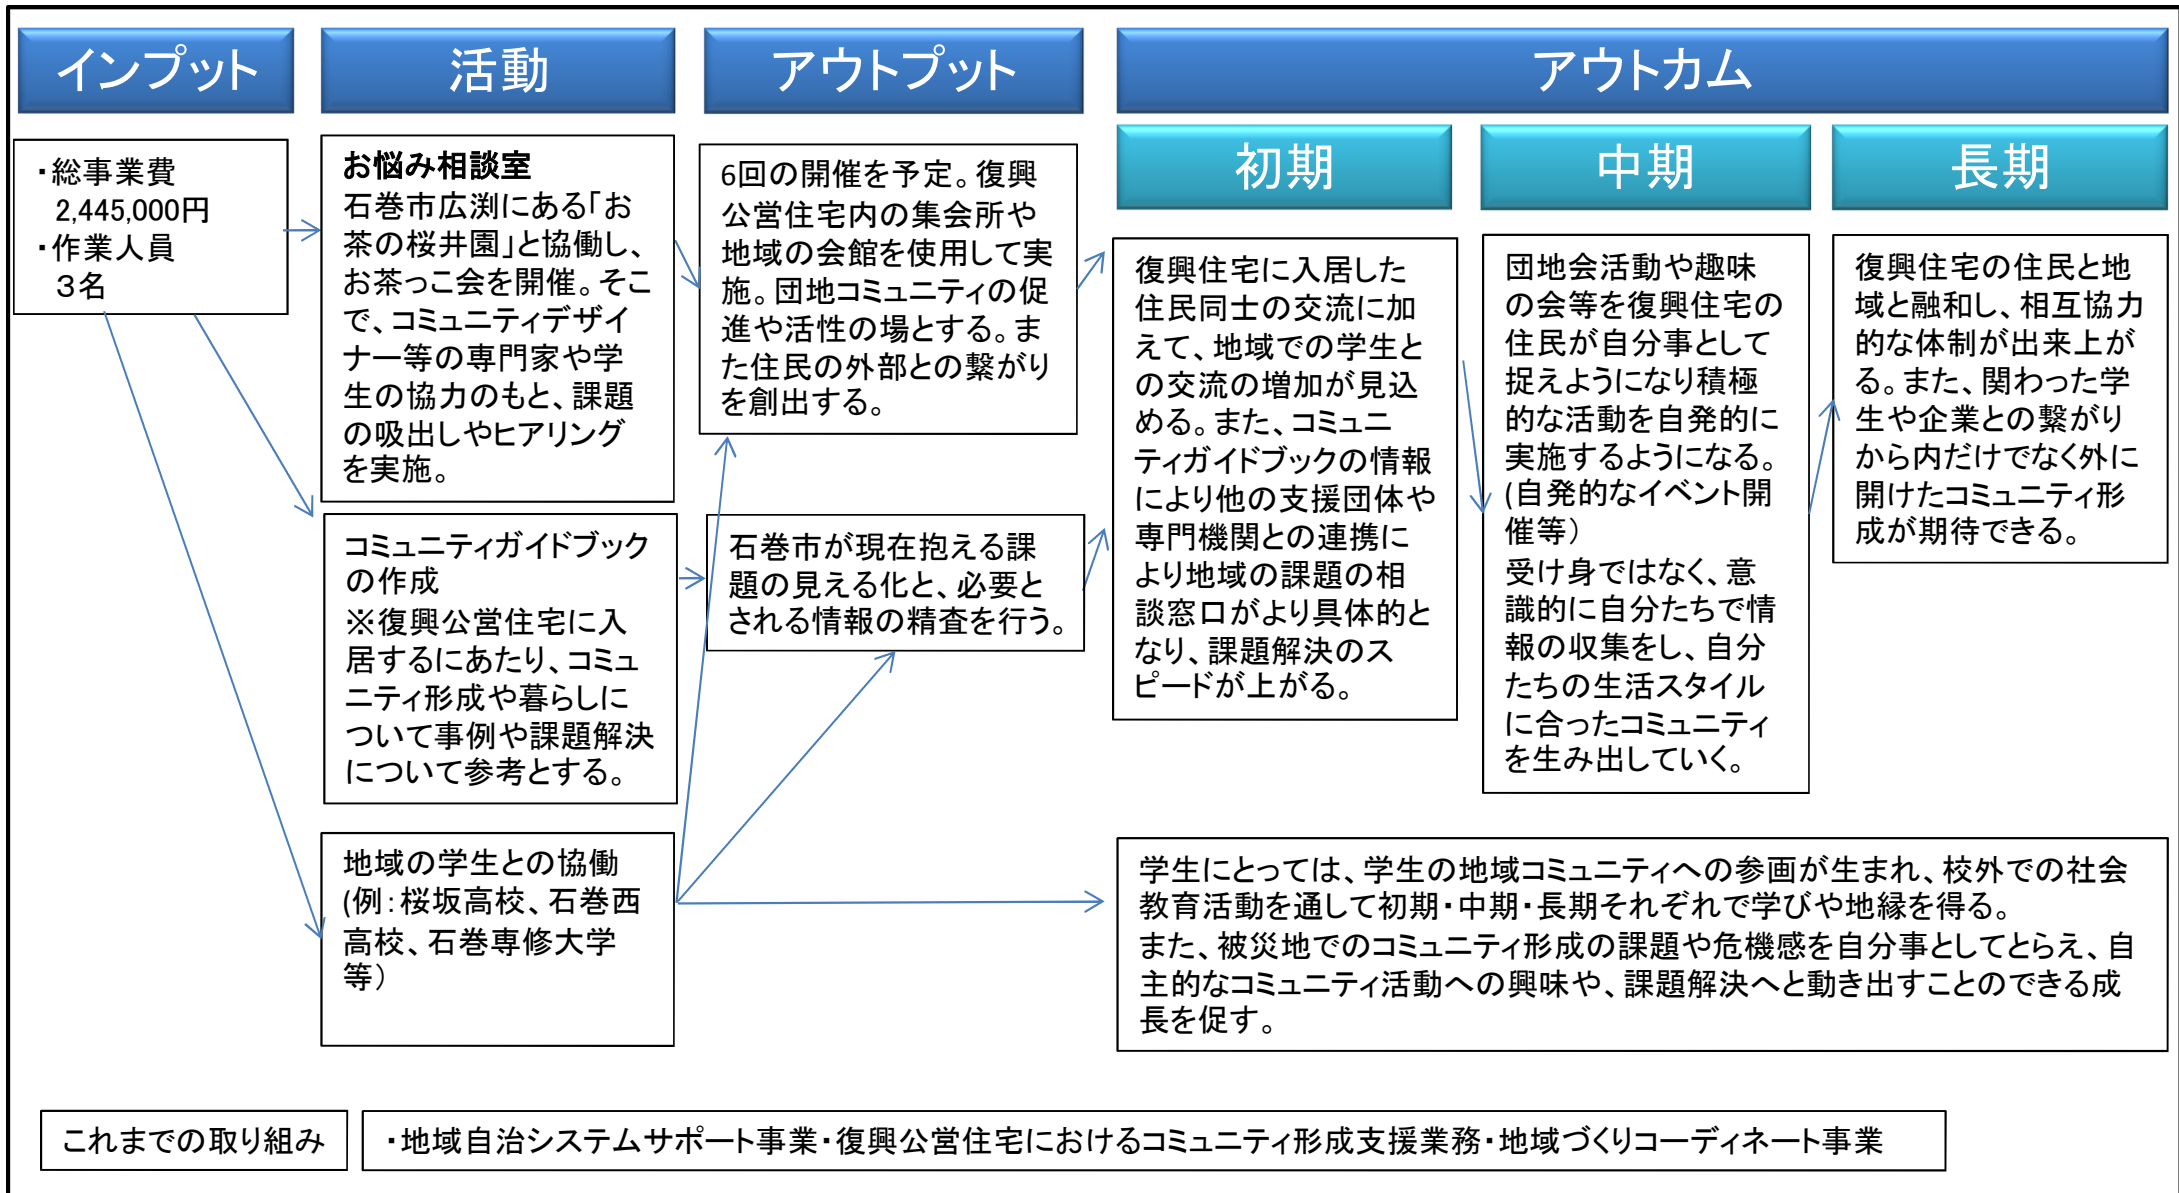 インプット
活動
アウトプット
アウトカム
初期
中期
長期
・総事業費
2,445,000円
・作業人員
3名
お悩み相談室
石巻市広渕にある「お
茶の桜井園」と協働し、
お茶っこ会を開催。そこ
で、コミュニティデザイ
ナー等の専門家や学
生の協力のもと、課題
の吸出しやヒアリング
を実施。
コミュニティガイドブック
の作成
※復興公営住宅に入
居するにあたり、コミュ
ニティ形成や暮らしに
ついて事例や課題解決
について参考とする。
地域の学生との協働
(例：桜坂高校、石巻西
高校、石巻専修大学
等）
6回の開催を予定。復興
公営住宅内の集会所や
地域の会館を使用して実
施。団地コミュニティの促
進や活性の場とする。ま
た住民の外部との繋がり
を創出する。
石巻市が現在抱える課
題の見える化と、必要と
される情報の精査を行う。
復興住宅に入居した
住民同士の交流に加
えて、地域での学生と
の交流の増加が見込
める。また、コミュニ
ティガイドブックの情報
により他の支援団体や
専門機関との連携に
より地域の課題の相
談窓口がより具体的と
なり、課題解決のス
ピードが上がる。
団地会活動や趣味
の会等を復興住宅の
住民が自分事として
捉えようになり積極
的な活動を自発的に
実施するようになる。
(自発的なイベント開
催等）
受け身ではなく、意
識的に自分たちで情
報の収集をし、自分
たちの生活スタイル
に合ったコミュニティ
を生み出していく。
復興住宅の住民と地
域と融和し、相互協力
的な体制が出来上が
る。また、関わった学
生や企業との繋がり
から内だけでなく外に
開けたコミュニティ形
成が期待できる。
学生にとっては、学生の地域コミュニティへの参画が生まれ、校外での社会
教育活動を通して初期・中期・長期それぞれで学びや地縁を得る。
また、被災地でのコミュニティ形成の課題や危機感を自分事としてとらえ、自
主的なコミュニティ活動への興味や、課題解決へと動き出すことのできる成
長を促す。
これまでの取り組み
・地域自治システムサポート事業・復興公営住宅におけるコミュニティ形成支援業務・地域づくりコーディネート事業